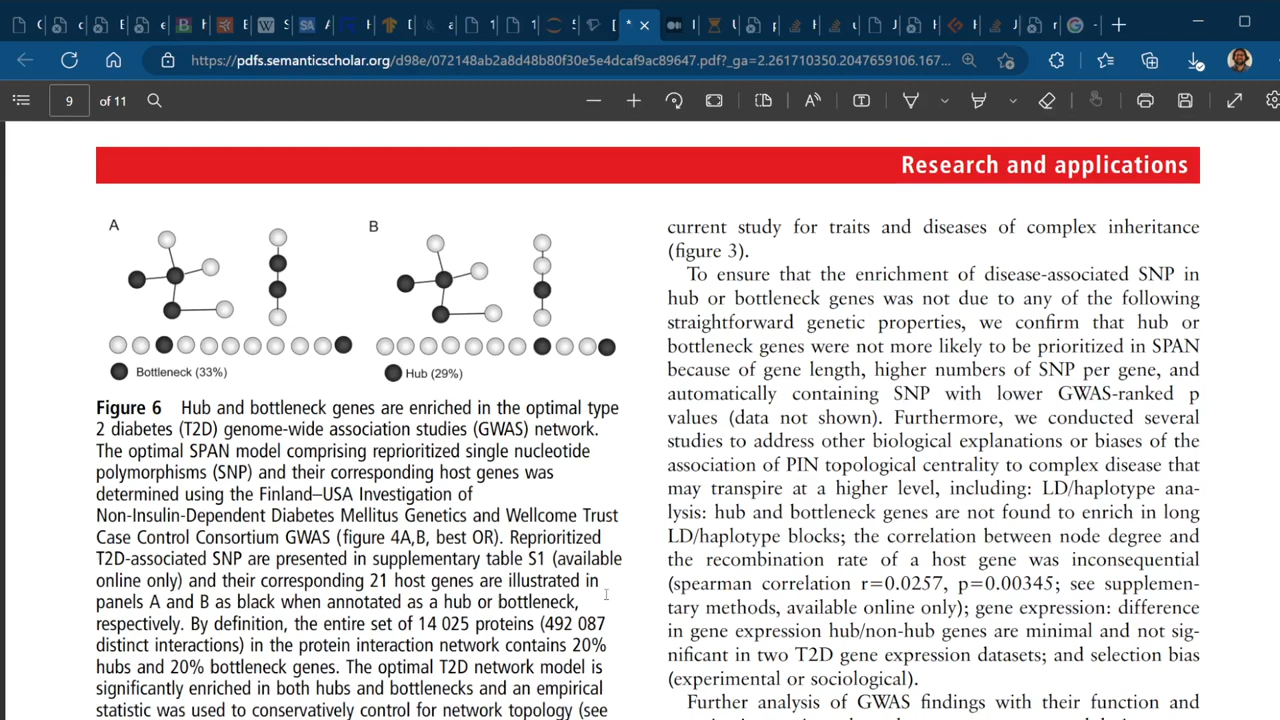 https://pdfs.semanticscholar.org/d98e/072148ab2a8d48b80f30e5e4dcaf9ac89647.pdf?_ga=2.261710350.2047659106.167...
9 of 11
Research and applications
A
B
Bottleneck (33%)
Hub (29%)
Figure 6 Hub and bottleneck genes are enriched in the optimal type
2 diabetes (T2D) genome-wide association studies (GWAS) network.
The optimal SPAN model comprising reprioritized single nucleotide
polymorphisms (SNP) and their corresponding host genes was
determined using the Finland–USA Investigation of
Non-Insulin-Dependent Diabetes Mellitus Genetics and Wellcome Trust
Case Control Consortium GWAS (figure 4A,B, best OR). Reprioritized
T2D-associated SNP are presented in supplementary table S1 (available
online only) and their corresponding 21 host genes are illustrated in
panels A and B as black when annotated as a hub or bottleneck,
respectively. By definition, the entire set of 14 025 proteins (492 087
distinct interactions) in the protein interaction network contains 20%
hubs and 20% bottleneck genes. The optimal T2D network model is
significantly enriched in both hubs and bottlenecks and an empirical
statistic was used to conservatively control for network topology (see
current study for traits and diseases of complex inheritance
(figure 3).
To ensure that the enrichment of disease-associated SNP in
hub or bottleneck genes was not due to any of the following
straightforward genetic properties, we confirm that hub or
bottleneck genes were not more likely to be prioritized in SPAN
because of gene length, higher numbers of SNP per gene, and
automatically containing SNP with lower GWAS-ranked p
values (data not shown). Furthermore, we conducted several
studies to address other biological explanations or biases of the
association of PIN topological centrality to complex disease that
may transpire at a higher level, including: LD/haplotype ana-
lysis: hub and bottleneck genes are not found to enrich in long
LD/haplotype blocks; the correlation between node degree and
the recombination rate of a host gene was inconsequential
(spearman correlation r=0.0257, p=0.00345; see supplemen-
tary methods, available online only); gene expression: difference
in gene expression hub/non-hub genes are minimal and not sig-
nificant in two T2D gene expression datasets; and selection bias
(experimental or sociological).
Further analysis of GWAS findings with their function and